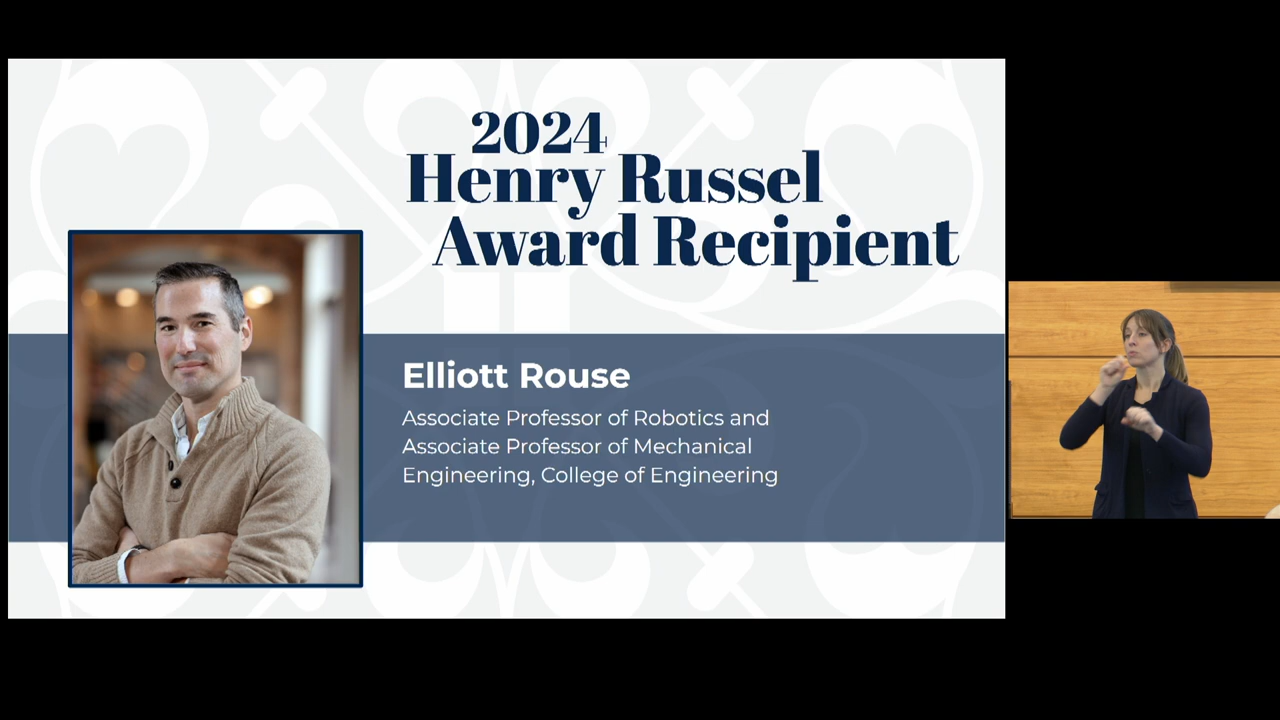 2024
Henry Russel
Award Recipient
Elliott Rouse
Associate Professor of Robotics and
Associate Professor of Mechanical
Engineering, College of Engineering